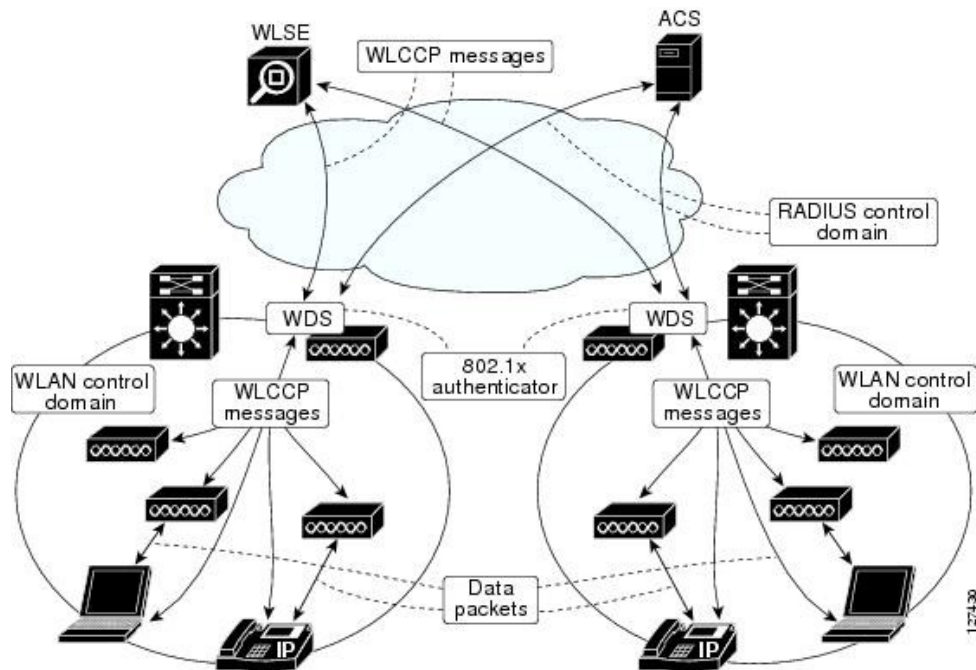 WLSE
ACS
WLCCP messages
RADIUS control
domain
WDS
WDS
802.1x
authenticator
WLAN control
domain
WLCCP
messages
WLCCP
messages
WLAN control
domain
Data
packets
IP
IP
127439